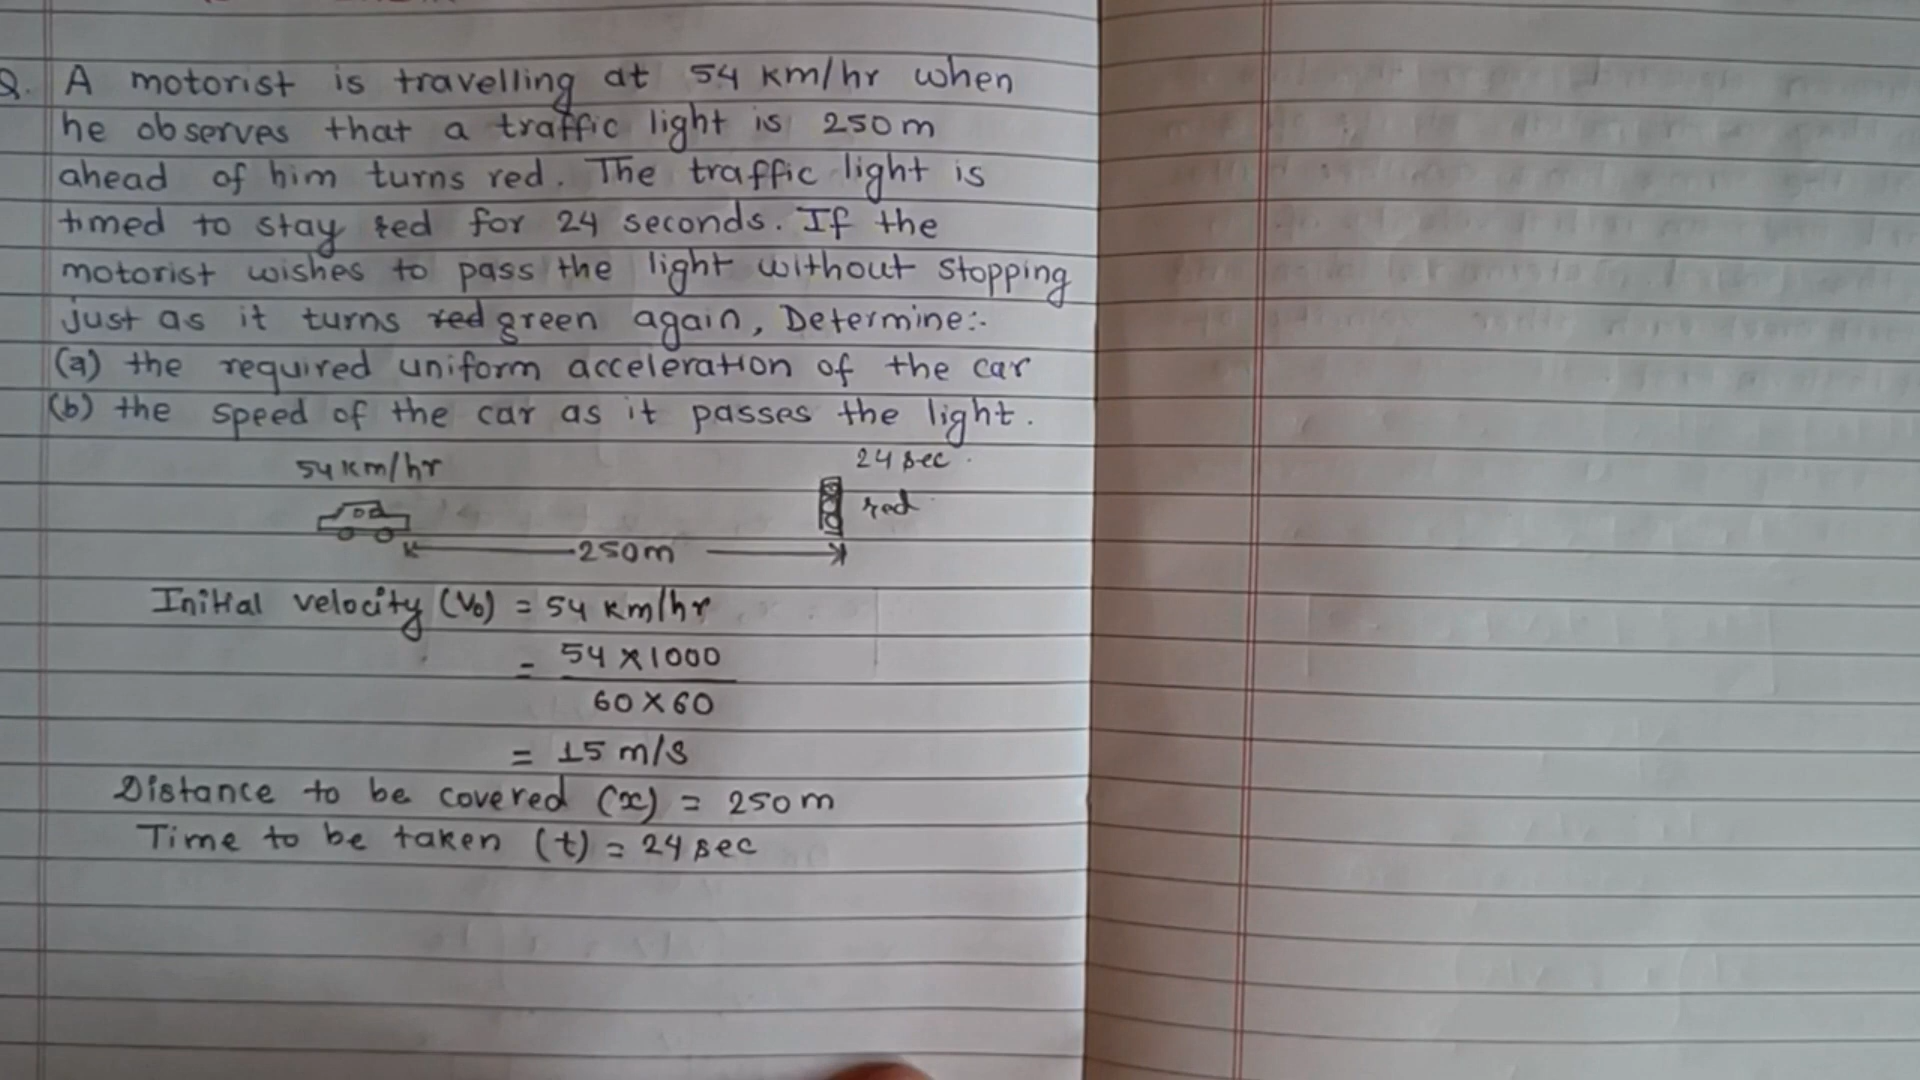 Q. A motorist is travelling at 54 km/hr when
he observes that a traffic light is 250m
ahead of him turns red. The traffic light is
timed to stay red for 24 seconds. If the
motorist wishes to pass the light without stopping
just as it turns red green again, Determine:-
(a) the required uniform acceleration of the car
(b) the speed of the car as it passes the light.
54 km/hr
24 sec.
red
250m
Initial velocity (V₀) = 54 km/hr
= 54 × 1000
60 × 60
= 15 m/s
Distance to be covered (x) = 250m
Time to be taken (t) = 24 sec